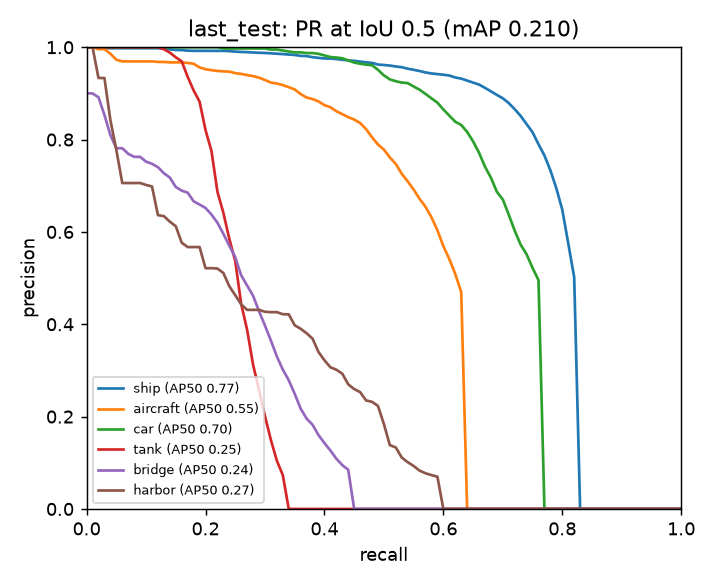 last_test: PR at IoU 0.5 (mAP 0.210)
1.0
0.8
0.6
0.4
0.2
0.0
precision
ship (AP50 0.77)
aircraft (AP50 0.55)
car (AP50 0.70)
tank (AP50 0.25)
bridge (AP50 0.24)
harbor (AP50 0.27)
0.0 0.2 0.4 0.6 0.8 1.0
recall